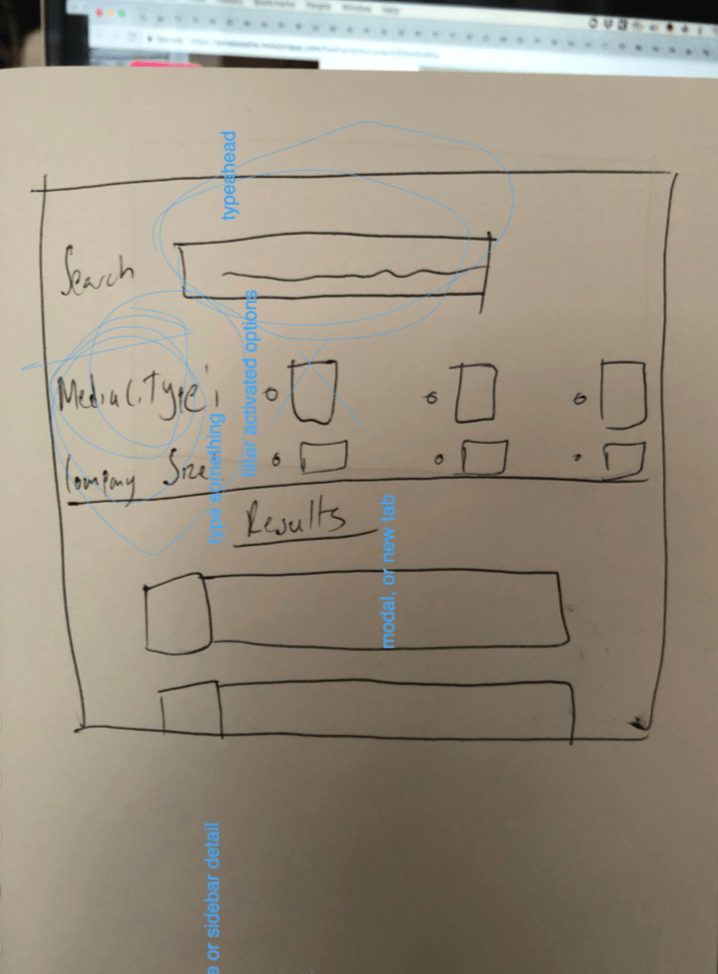 typeahead
Search
Media C. Type:
filter activated options
Company Size
type something
Results
modal, or new tab
e or sidebar detail